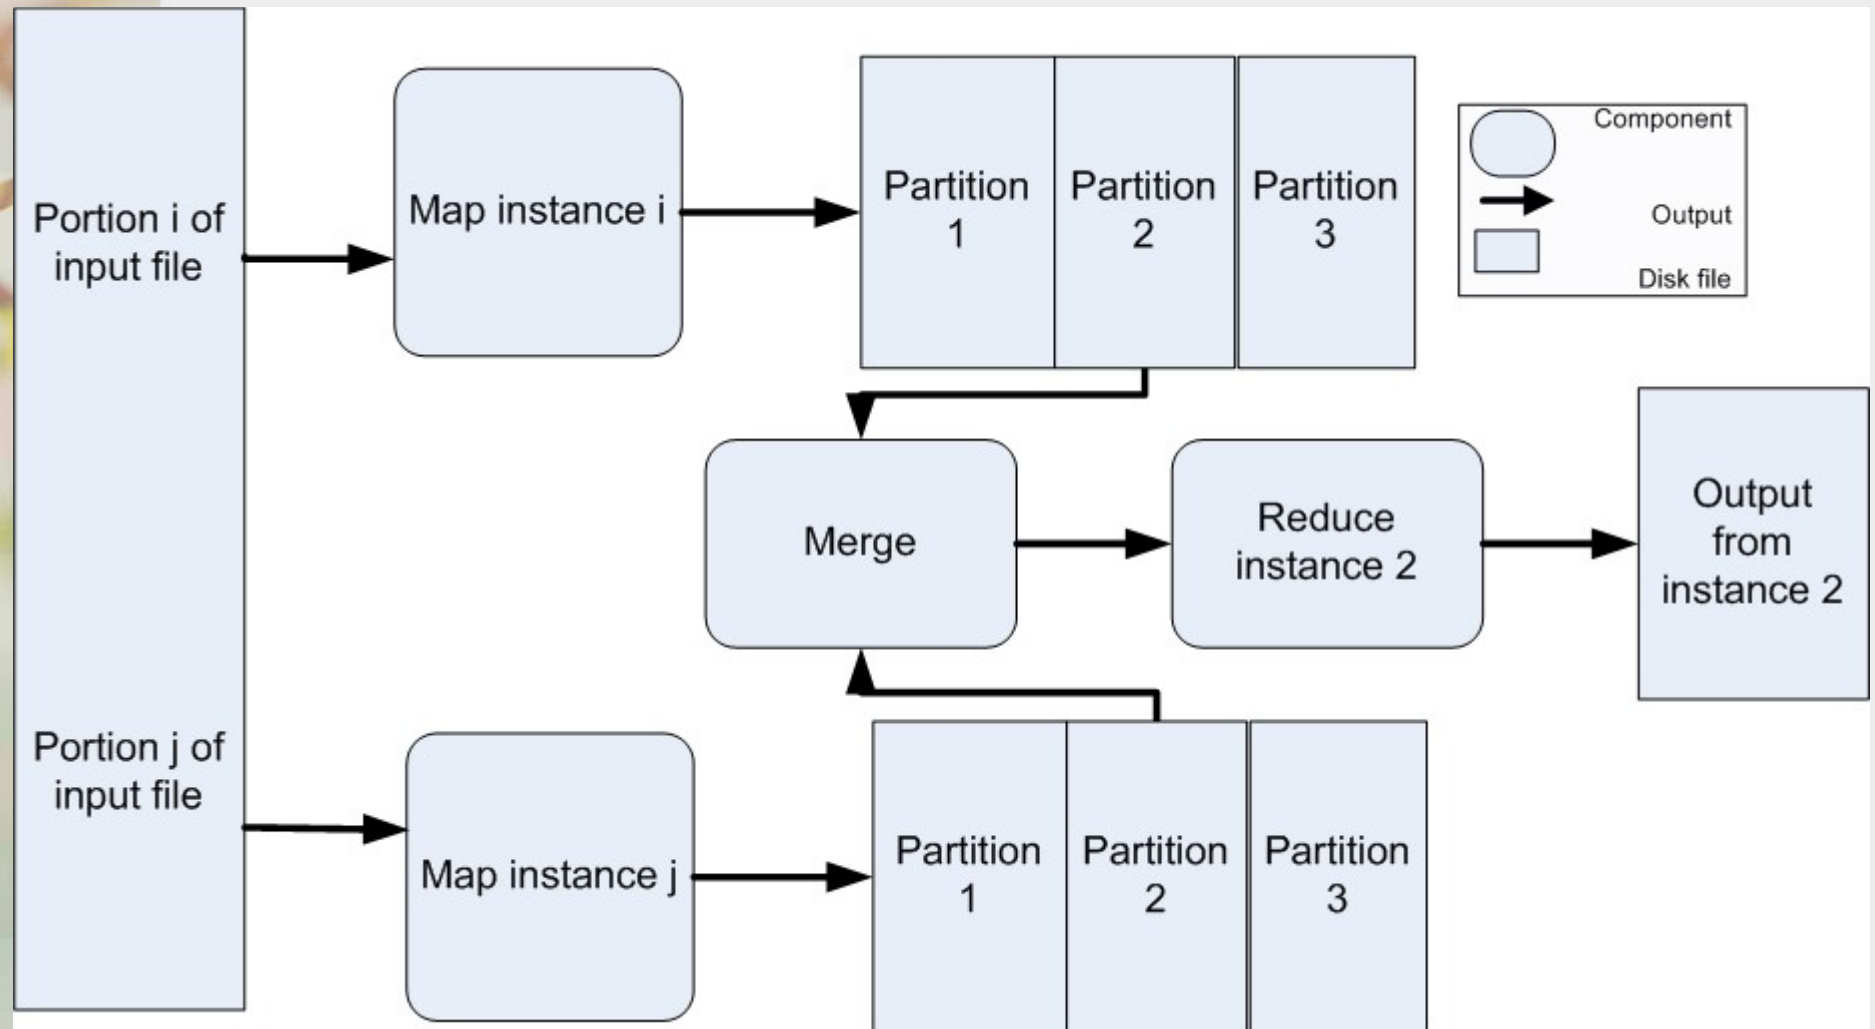 Portion i of
input file
Map instance i
Partition
1
Partition
2
Partition
3
Component
Output
Disk file
Merge
Reduce
instance 2
Output
from
instance 2
Portion j of
input file
Map instance j
Partition
1
Partition
2
Partition
3